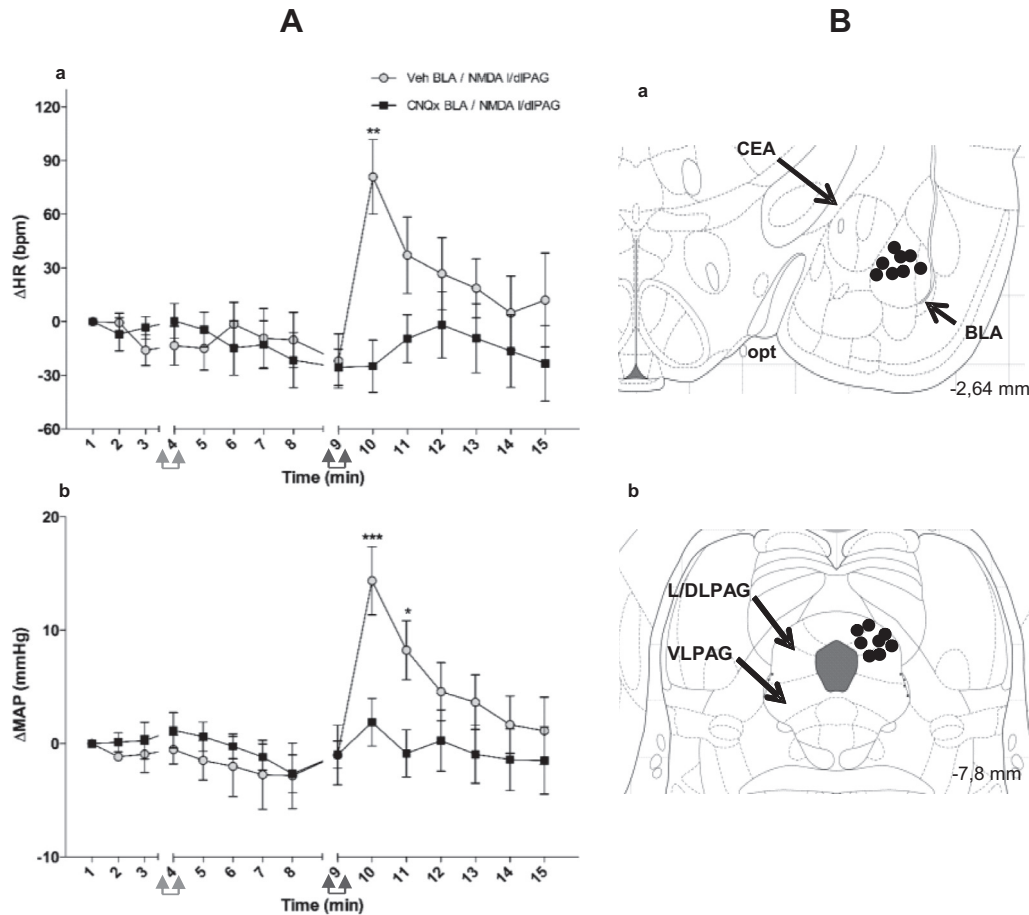 A
a
Veh BLA / NMDA l/dlPAG
CNQx BLA / NMDA l/dlPAG
120
90
60
30
0
-30
-60
ΔHR (bpm)
**
1 2 3 4 5 6 7 8 9 10 11 12 13 14 15
Time (min)
b
20
10
0
-10
ΔMAP (mmHg)
***
*
1 2 3 4 5 6 7 8 9 10 11 12 13 14 15
Time (min)
B
a
CEA
BLA
opt
-2,64 mm
b
L/DLPAG
VLPAG
-7,8 mm